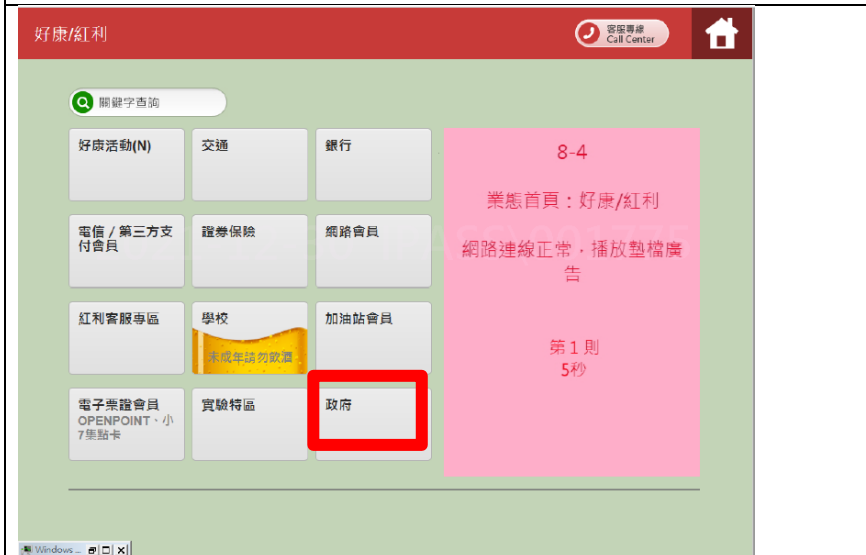 好康/紅利
客服專線
Call Center
關鍵字查詢
好康活動(N)
交通
銀行
電信 / 第三方支
付會員
證券保險
網路會員
紅利客服專區
學校
未成年請勿飲酒
加油站會員
電子票證會員
OPENPOINT、小
7集點卡
實驗特區
政府
8-4
業態首頁：好康/紅利
網路連線正常，播放墊檔廣
告
第1則
5秒
Windows ...